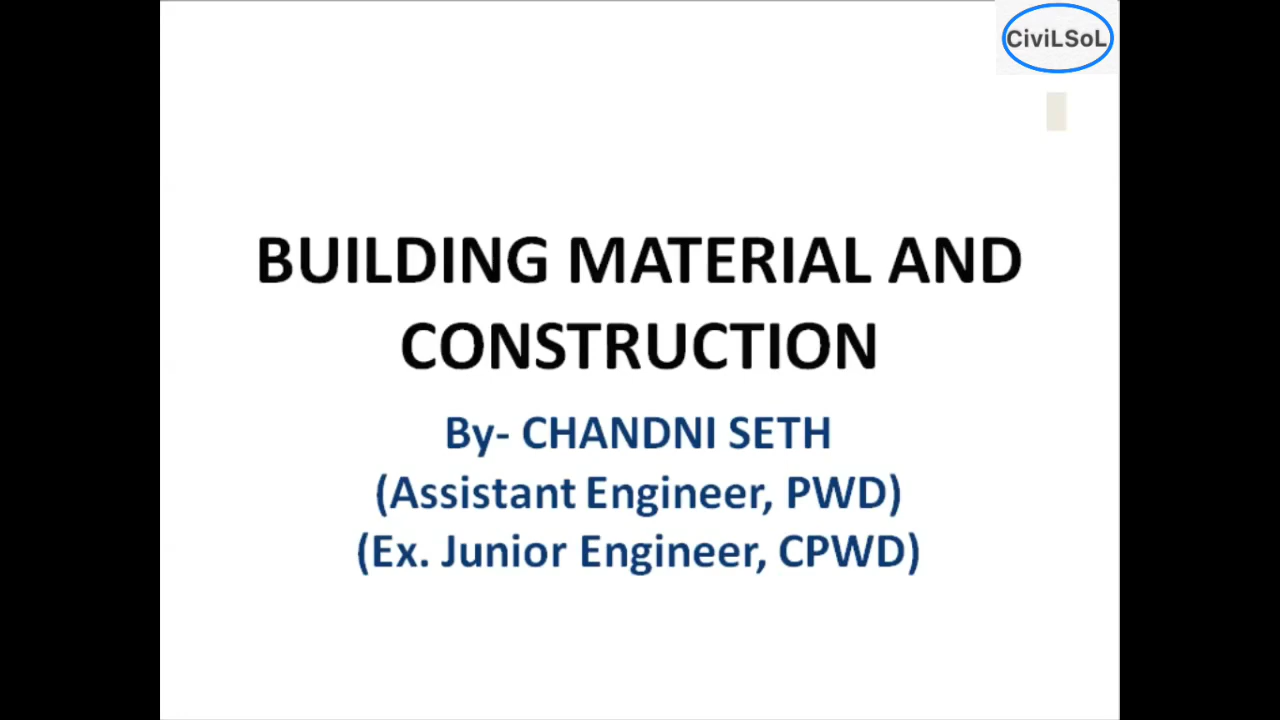 CiviLSoL
BUILDING MATERIAL AND
CONSTRUCTION
By- CHANDNI SETH
(Assistant Engineer, PWD)
(Ex. Junior Engineer, CPWD)